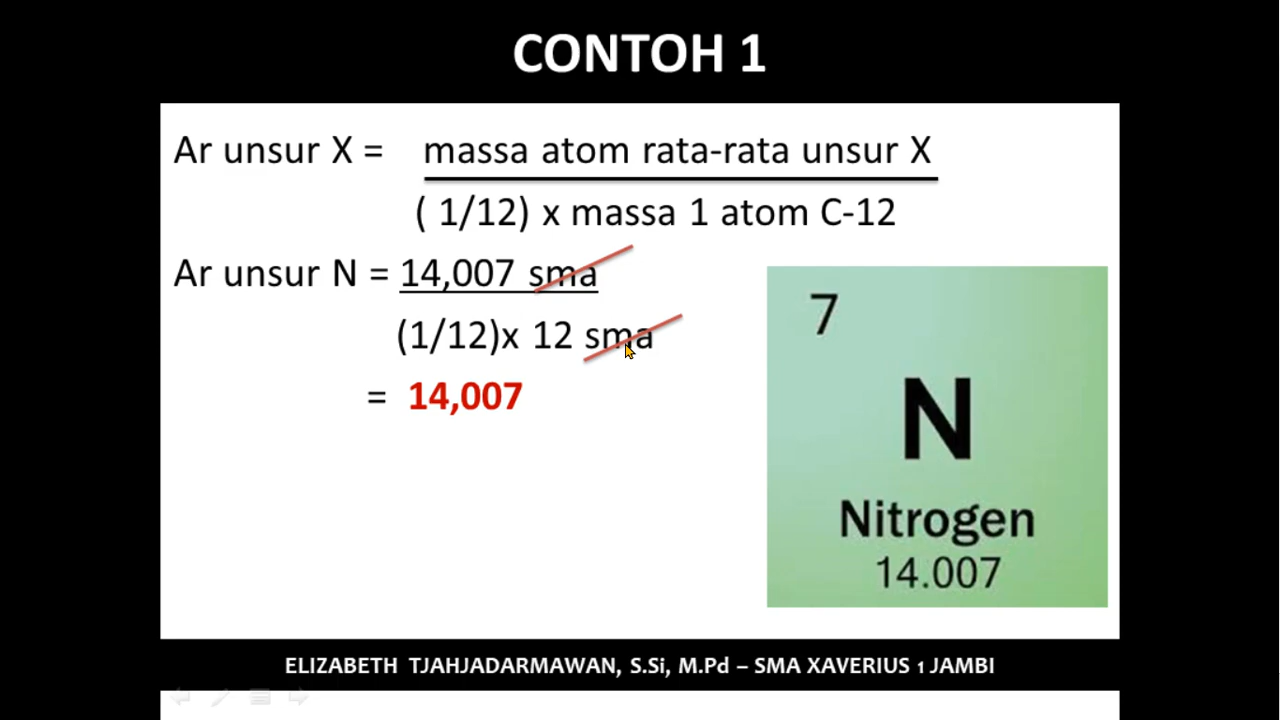 CONTOH 1
Ar unsur X = massa atom rata-rata unsur X
( 1/12) x massa 1 atom C-12
Ar unsur N = 14,007 sma
(1/12)x 12 sma
= 14,007
7
N
Nitrogen
14.007
ELIZABETH TJAHJADARMAWAN, S.Si, M.Pd – SMA XAVERIUS 1 JAMBI